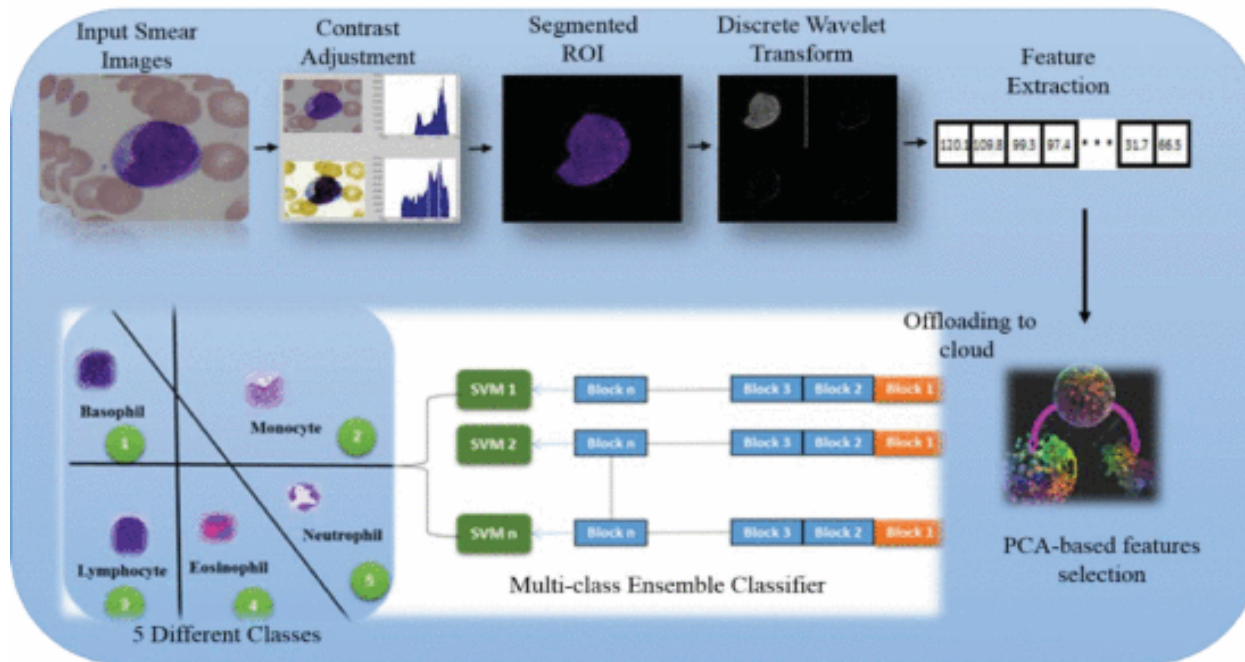 Input Smear
Images
Contrast
Adjustment
Segmented
ROI
Discrete Wavelet
Transform
Feature
Extraction
120.1 109.8 99.3 97.4 * * * 31.7 66.5
Offloading to
cloud
PCA-based features
selection
SVM 1 Block n Block 3 Block 2 Block 1
SVM 2 Block n Block 3 Block 2 Block 1
SVM n Block n Block 3 Block 2 Block 1
Multi-class Ensemble Classifier
Basophil
1
Monocyte
2
Lymphocyte
3
Eosinophil
4
Neutrophil
5
5 Different Classes